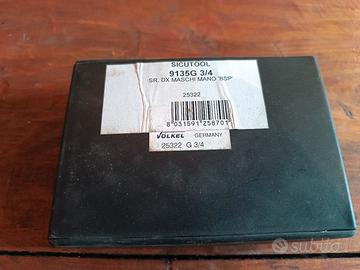 SICUTOOL
9135G 3/4
SR. DX MASCHI MANO 'BSP'
25322
8 031591 258701
VÖLKEL GERMANY
25322 G 3/4
subito